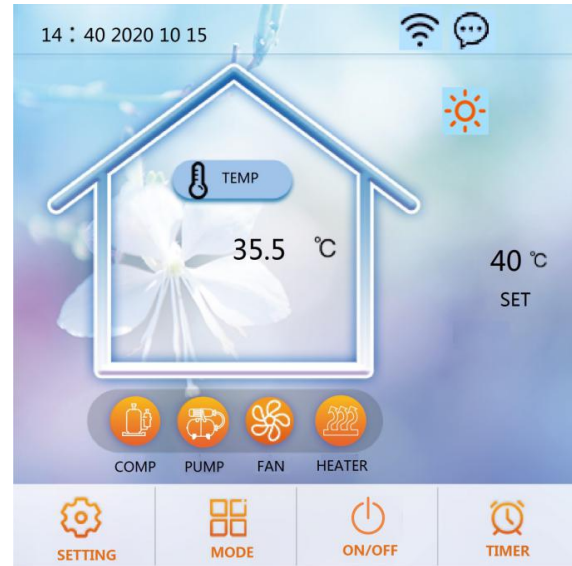 14：40 2020 10 15
TEMP
35.5 ℃
40 ℃
SET
COMP PUMP FAN HEATER
SETTING MODE ON/OFF TIMER